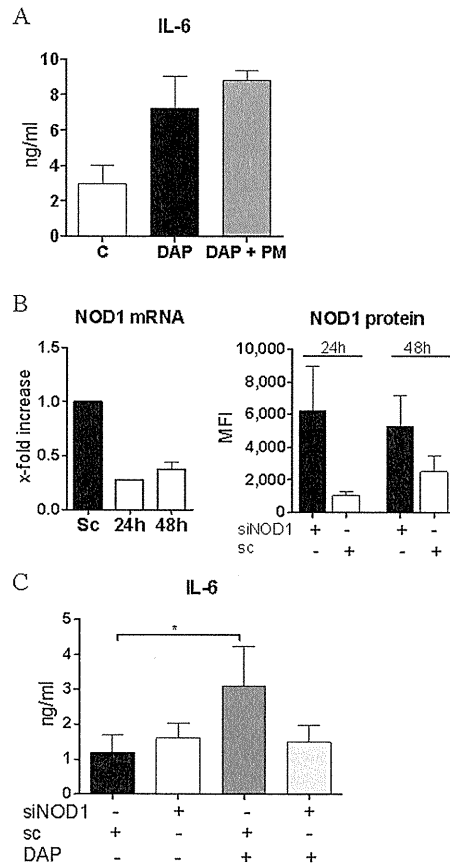 A
IL-6
10
8
6
4
2
0
ng/ml
C DAP DAP + PM
B
NOD1 mRNA
1.5
1.0
0.5
0.0
x-fold increase
Sc 24h 48h
NOD1 protein
24h 48h
10,000
8,000
6,000
4,000
2,000
0
MFI
siNOD1 + - + -
sc - + - +
C
IL-6
*
5
4
3
2
1
0
ng/ml
siNOD1 - + - +
sc + - + -
DAP - - + +